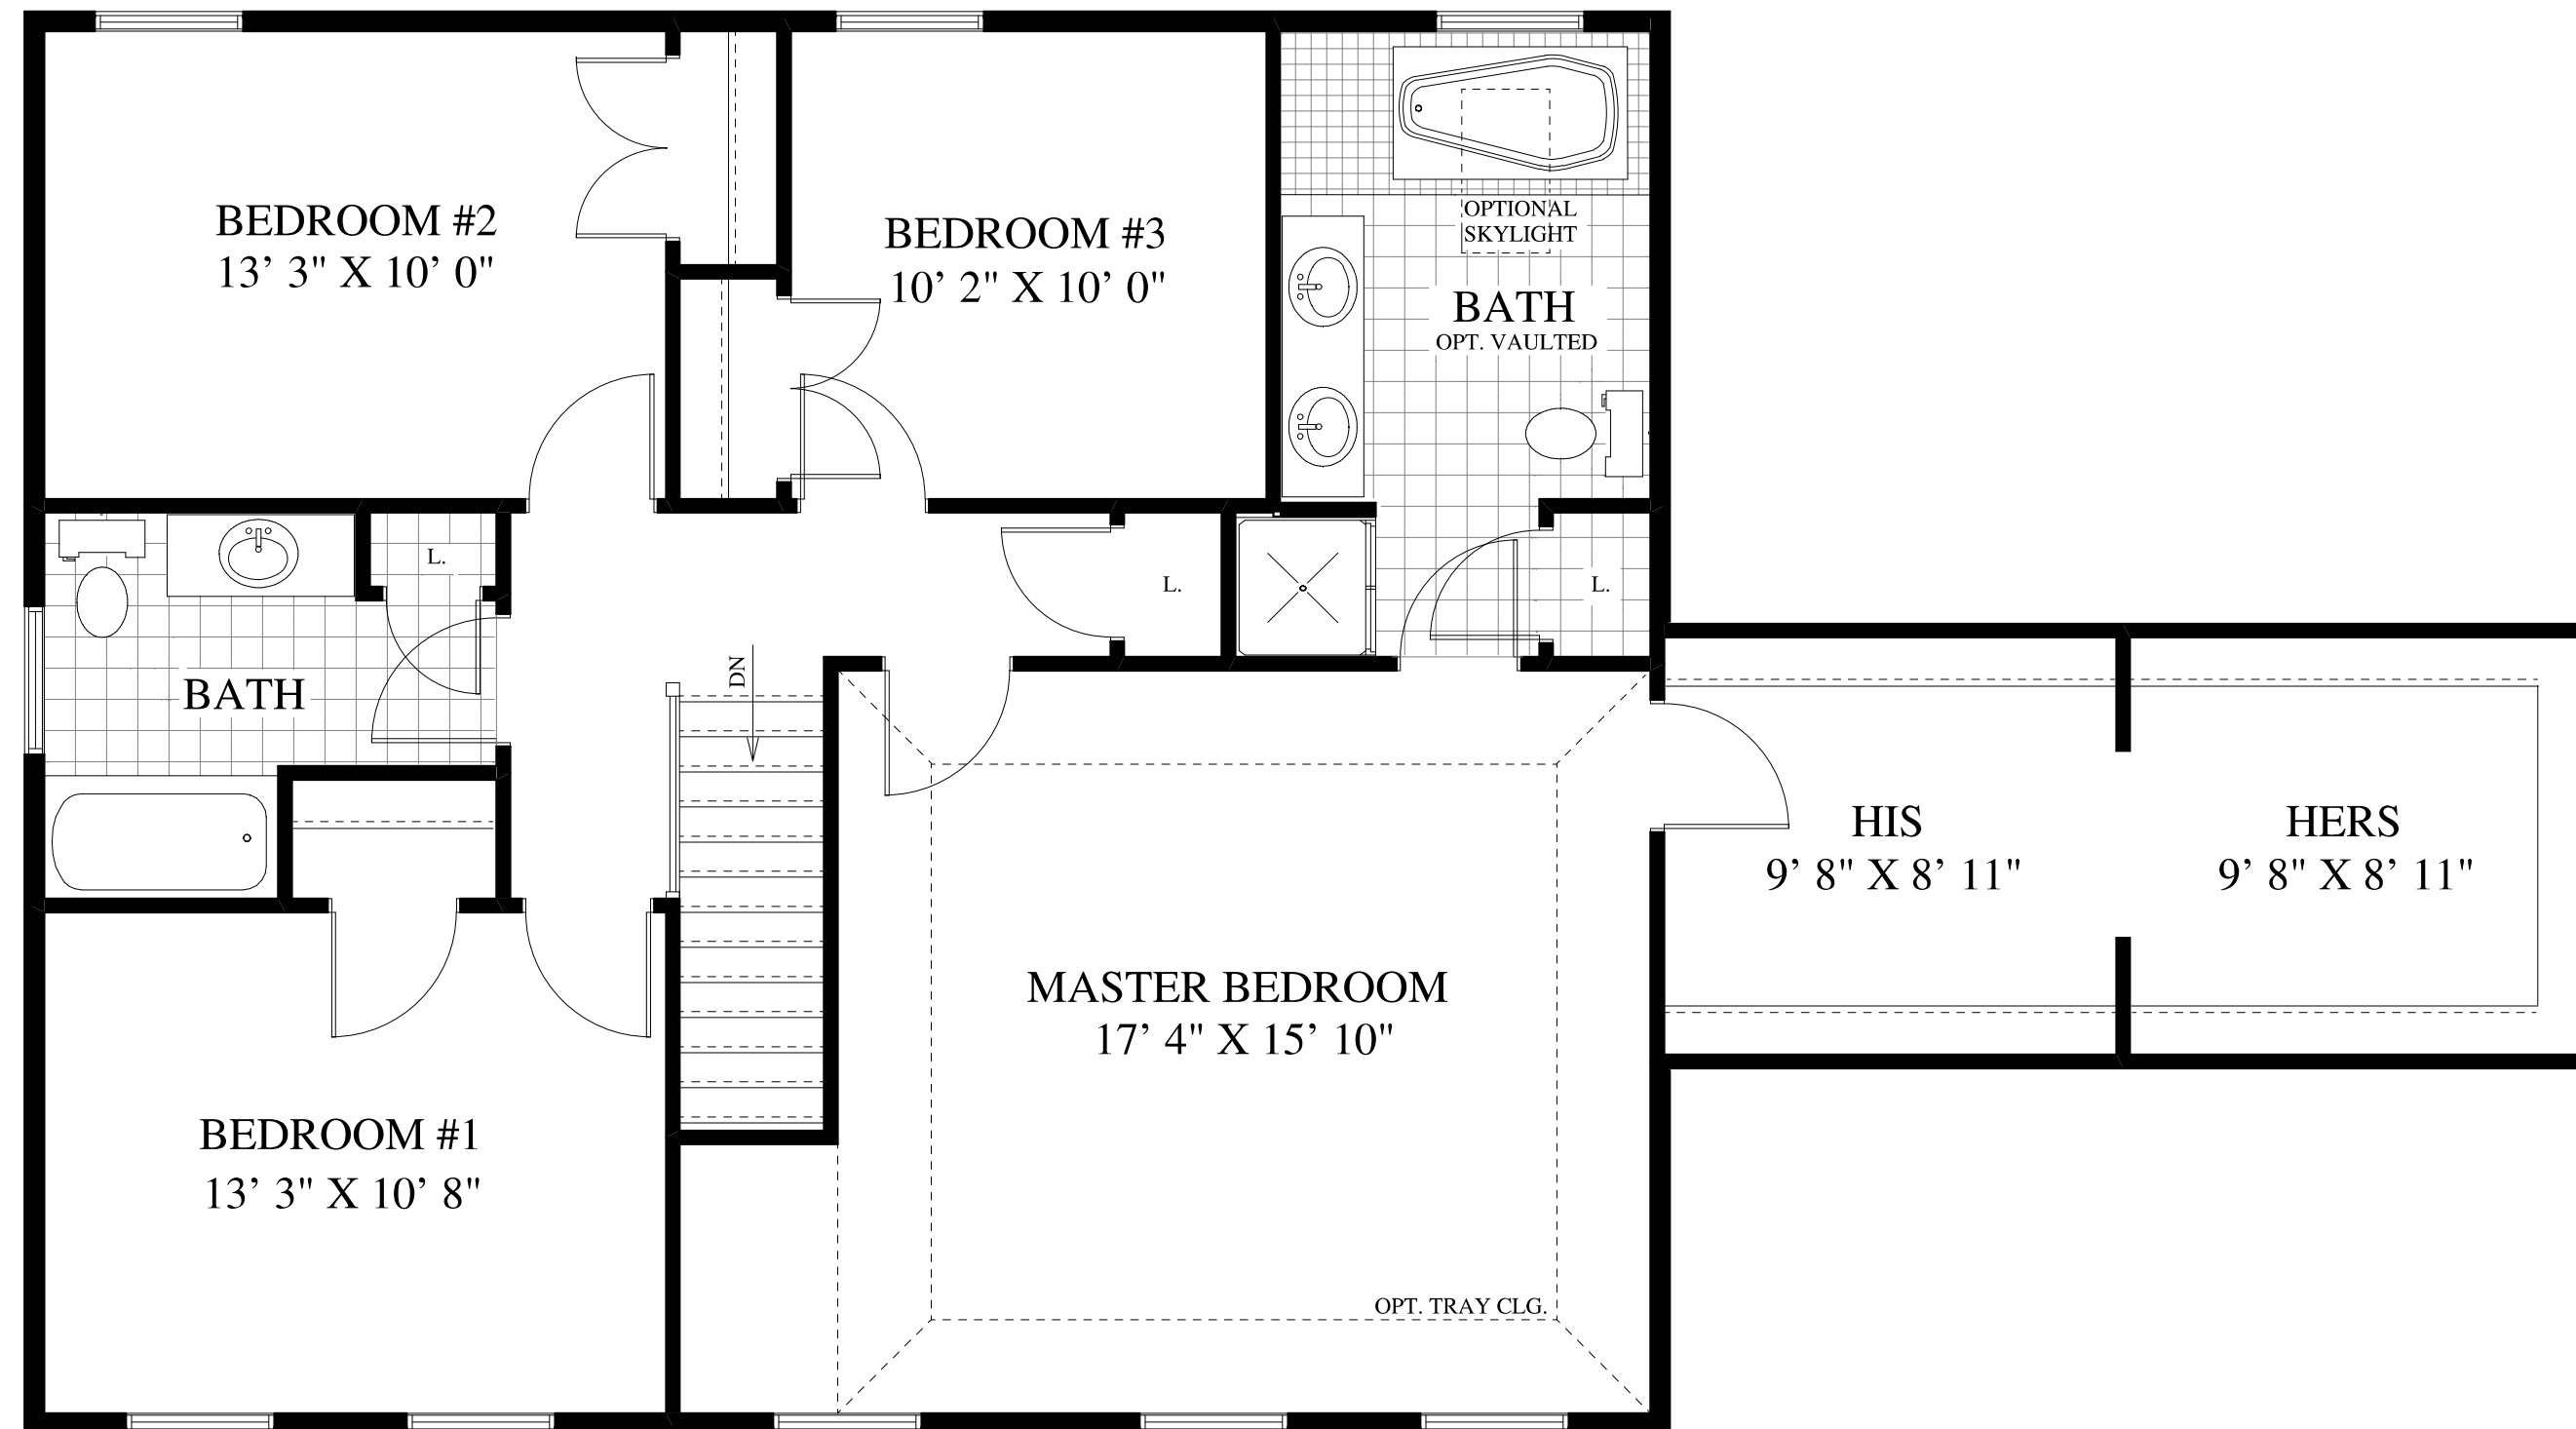 BEDROOM #2
13' 3" X 10' 0"
BEDROOM #3
10' 2" X 10' 0"
OPTIONAL
SKYLIGHT
BATH
OPT. VAULTED
L.
L.
L.
BATH
DN
HIS
9' 8" X 8' 11"
HERS
9' 8" X 8' 11"
MASTER BEDROOM
17' 4" X 15' 10"
BEDROOM #1
13' 3" X 10' 8"
OPT. TRAY CLG.